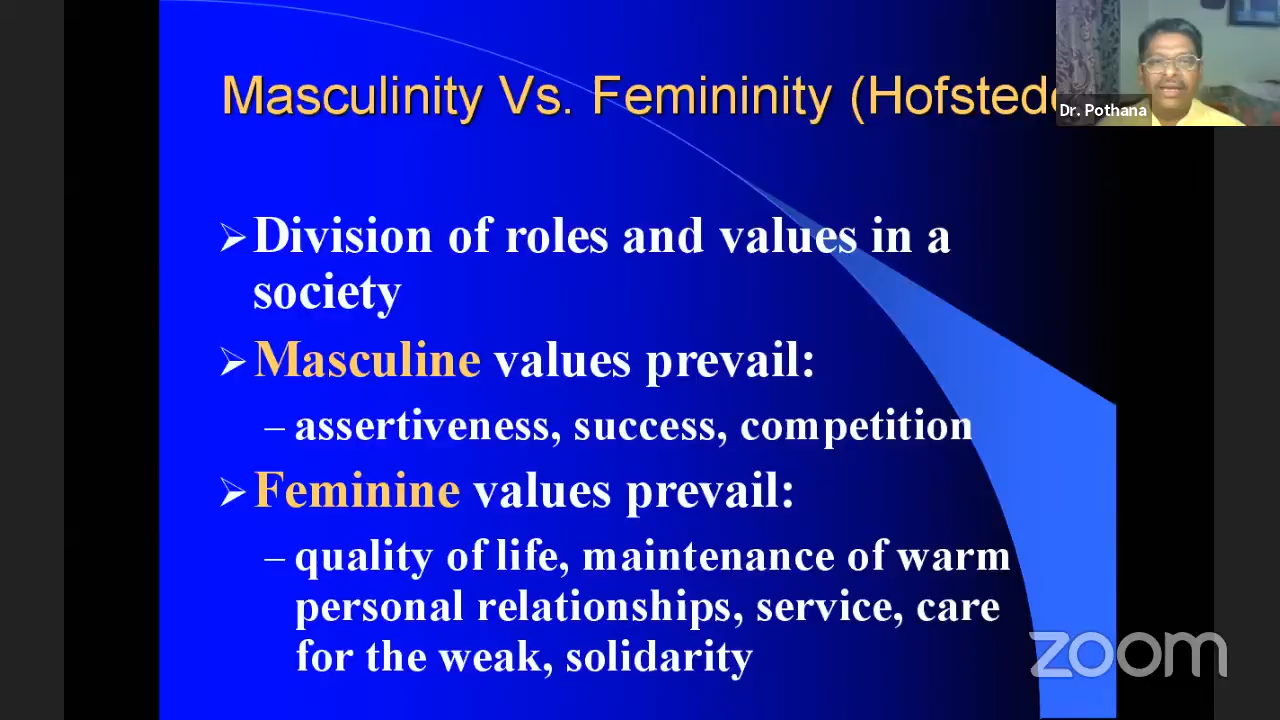 Masculinity Vs. Femininity (Hofstede
Dr. Pothana
Division of roles and values in a
society
Masculine values prevail:
– assertiveness, success, competition
Feminine values prevail:
– quality of life, maintenance of warm
personal relationships, service, care
for the weak, solidarity
zoom